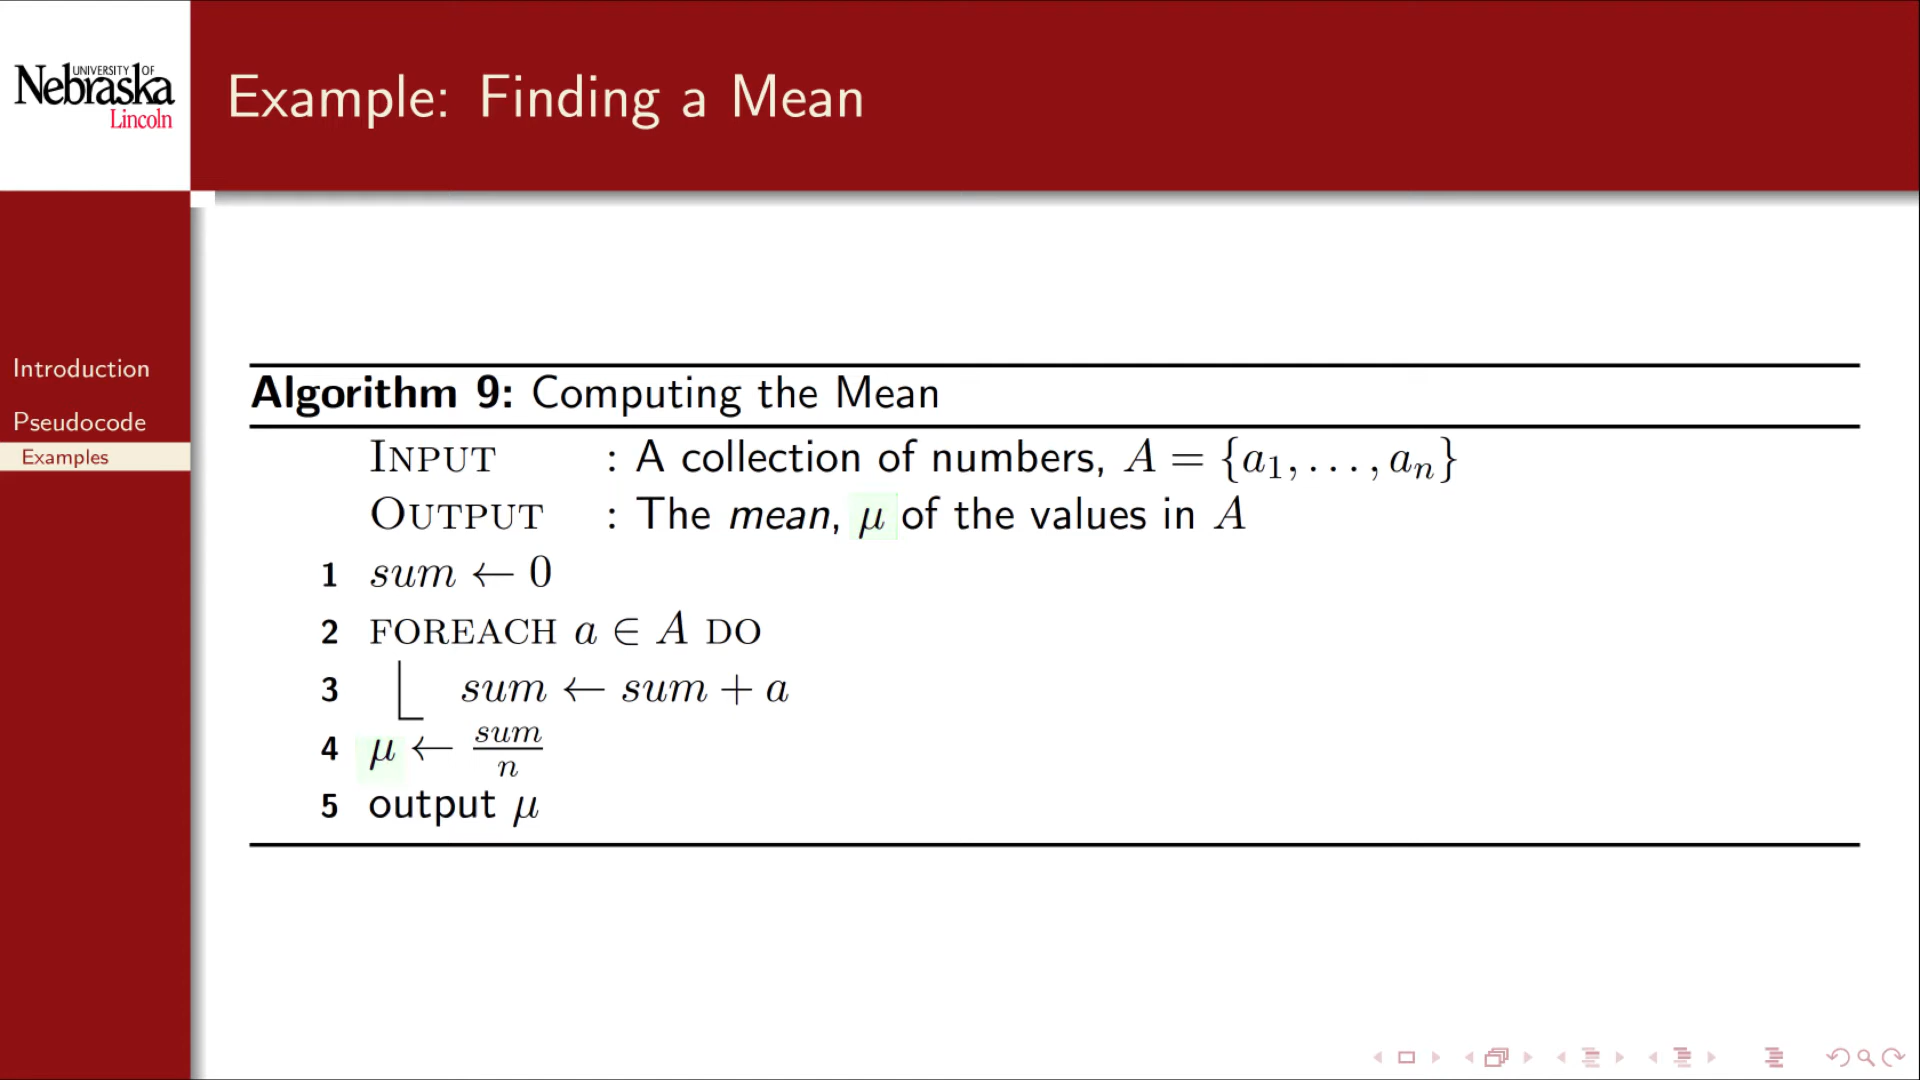 UNIVERSITY OF
Nebraska
Lincoln
Example: Finding a Mean
Introduction
Pseudocode
Examples
Algorithm 9: Computing the Mean
INPUT : A collection of numbers, A = {a₁, . . . , aₙ}
OUTPUT : The mean, μ of the values in A
1 sum ← 0
2 FOREACH a ∈ A DO
3 sum ← sum + a
4 μ ← sum/n
5 output μ